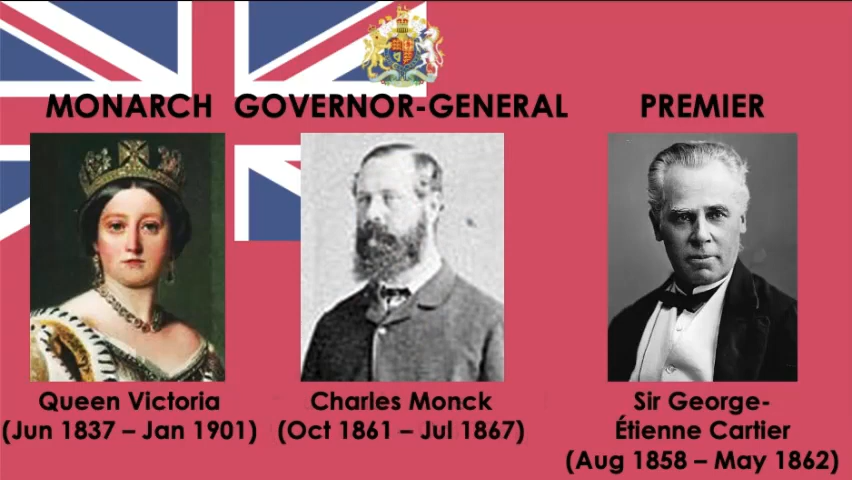 MONARCH
GOVERNOR-GENERAL
PREMIER
Queen Victoria
(Jun 1837 – Jan 1901)
Charles Monck
(Oct 1861 – Jul 1867)
Sir George-
Étienne Cartier
(Aug 1858 – May 1862)